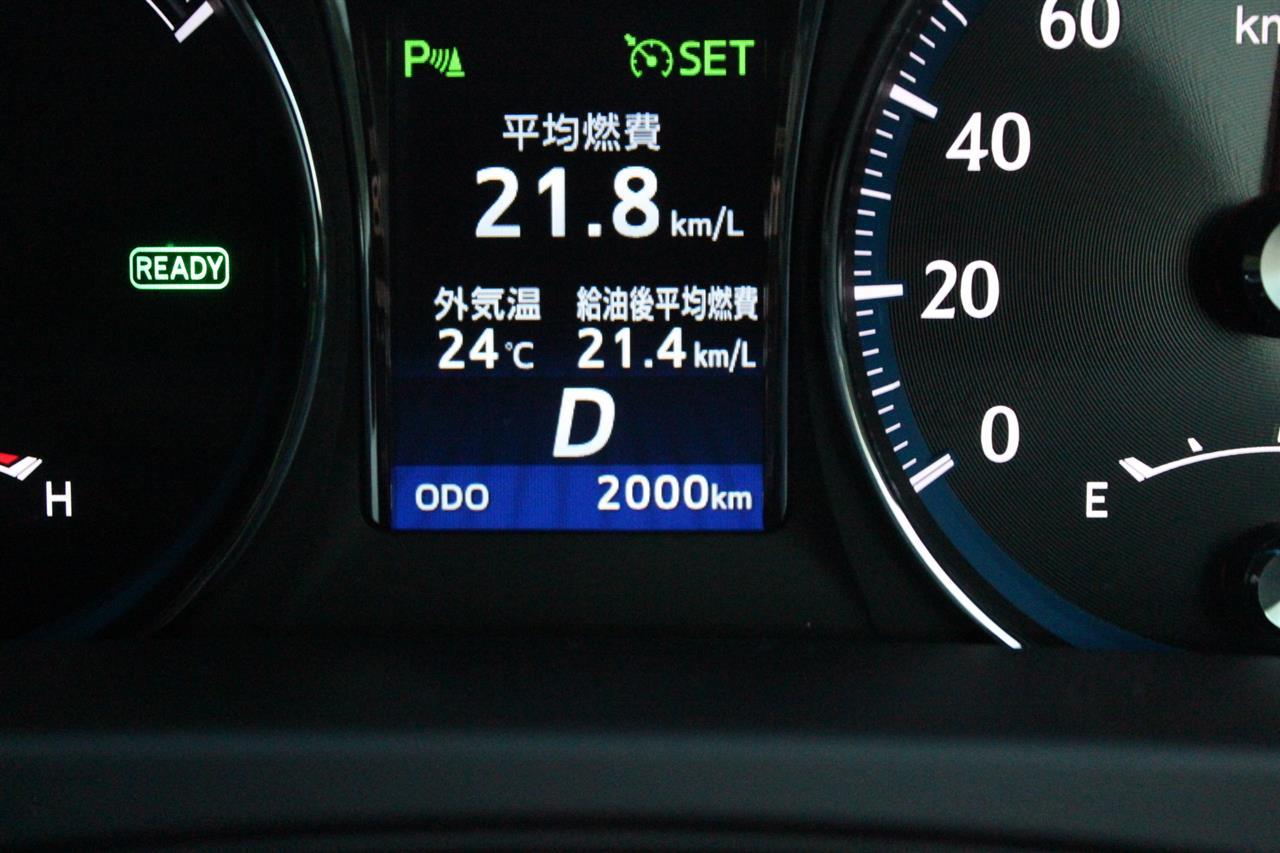 P
SET
平均燃費
21.8 km/L
READY
外気温 給油後平均燃費
24℃ 21.4 km/L
D
ODO 2000km
H
60
40
20
0
E